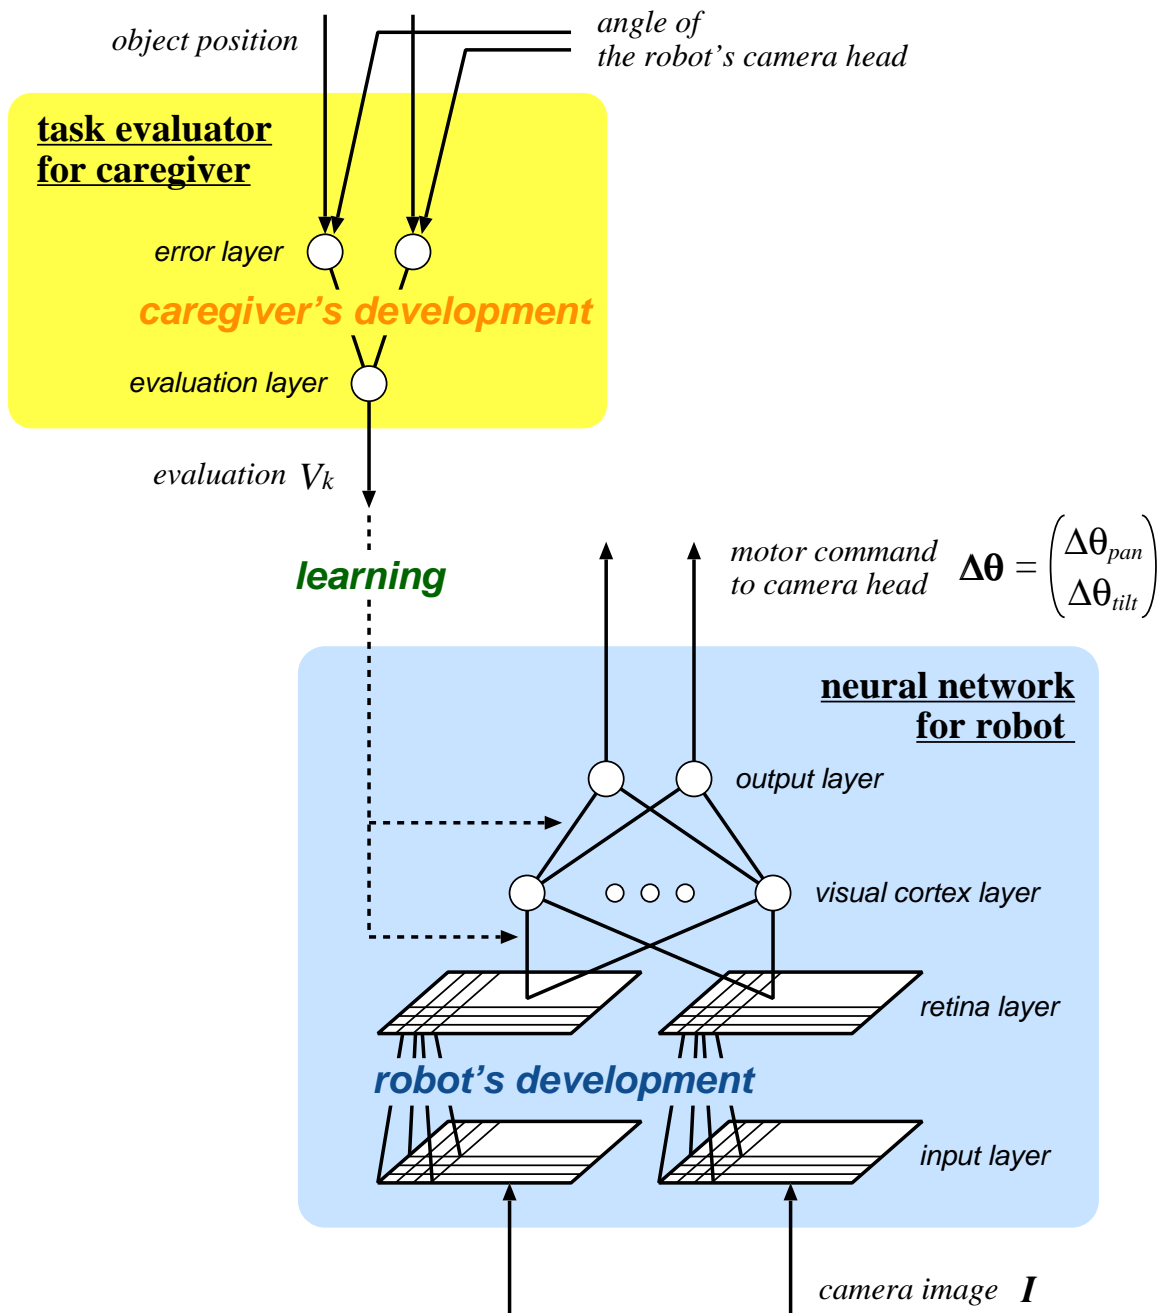 object position
angle of
the robot's camera head
task evaluator
for caregiver
error layer
caregiver's development
evaluation layer
evaluation Vk
learning
motor command
to camera head
Δθ = (Δθpan
Δθtilt)
neural network
for robot
output layer
visual cortex layer
retina layer
robot's development
input layer
camera image I